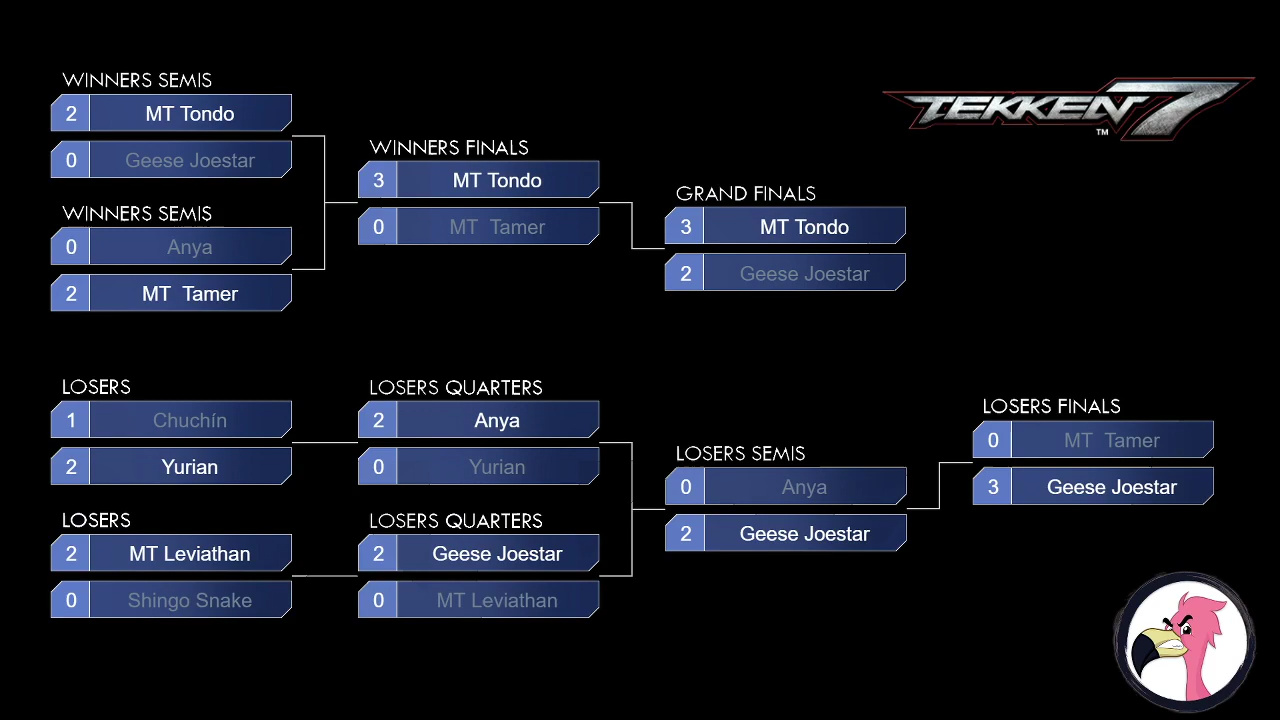 WINNERS SEMIS
2 MT Tondo
0 Geese Joestar
WINNERS SEMIS
0 Anya
2 MT  Tamer
WINNERS FINALS
3 MT Tondo
0 MT  Tamer
GRAND FINALS
3 MT Tondo
2 Geese Joestar
TEKKEN 7
TM
LOSERS
1 Chuchín
2 Yurian
LOSERS
2 MT Leviathan
0 Shingo Snake
LOSERS QUARTERS
2 Anya
0 Yurian
LOSERS QUARTERS
2 Geese Joestar
0 MT Leviathan
LOSERS SEMIS
0 Anya
2 Geese Joestar
LOSERS FINALS
0 MT  Tamer
3 Geese Joestar